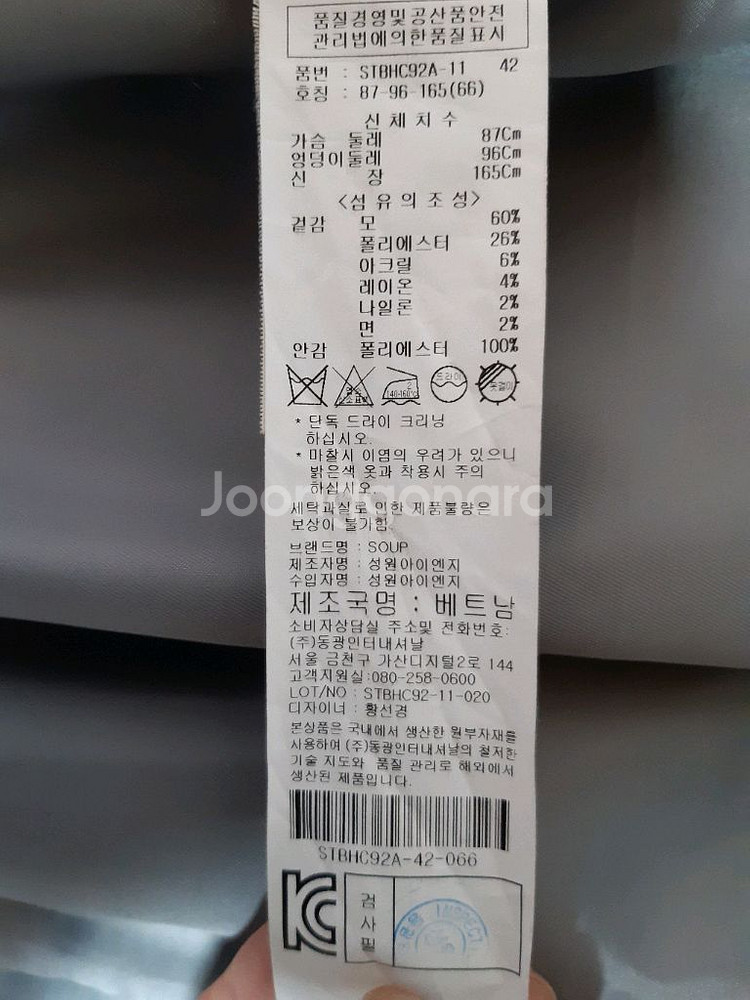 품질경영및공산품안전
관리법에의한품질표시
품번 : STBHC92A-11 42
호칭 : 87-96-165(66)
신 체 치 수
가슴 둘레 87Cm
엉덩이둘레 96Cm
신 장 165Cm
<섬 유 의 조 성>
겉감 모 60%
폴리에스터 26%
아크릴 6%
레이온 4%
나일론 2%
면 2%
안감 폴리에스터 100%
2
140-160℃
드라이
옷걸이
* 단독 드라이 크리닝
하십시오.
* 마찰시 이염의 우려가 있으니
밝은색 옷과 착용시 주의
하십시오.
세탁과실로 인한 제품불량은
보상이 불가함.
Joonggonara
브랜드명 : SOUP
제조자명 : 성원아이엔지
수입자명 : 성원아이엔지
제조국명 : 베트남
소비자상담실 주소및 전화번호:
(주)동광인터내셔날
서울 금천구 가산디지털2로 144
고객지원실:080-258-0600
LOT/NO : STBHC92-11-020
디자이너 : 황선경
본상품은 국내에서 생산한 원부자재를
사용하여 (주)동광인터내셔날의 철저한
기술 지도와 품질 관리로 해외에서
생산된 제품입니다.
STBHC92A-42-066
KC
검
사
필
INSPECT